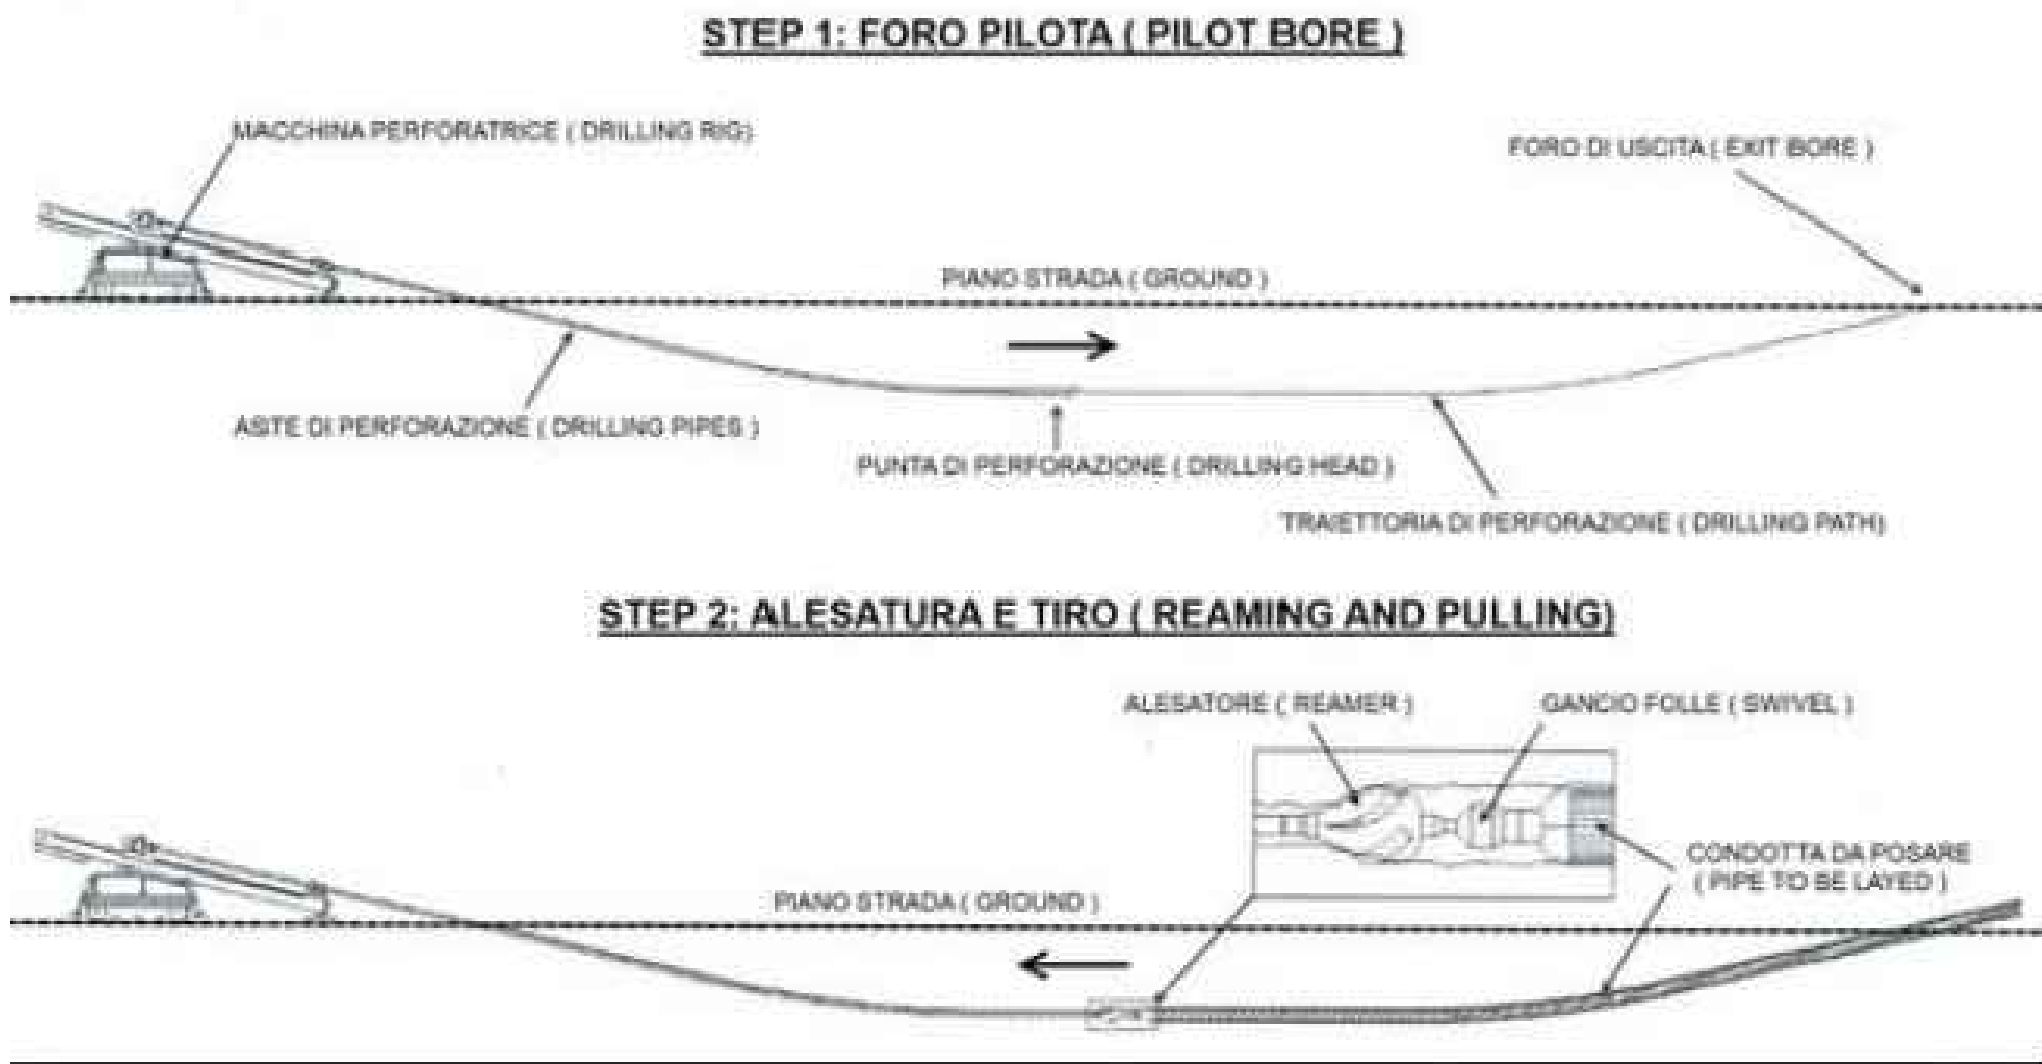 STEP 1: FORO PILOTA ( PILOT BORE )
MACCHINA PERFORATRICE ( DRILLING RIG)
FORO DI USCITA ( EXIT BORE )
PIANO STRADA ( GROUND )
ASTE DI PERFORAZIONE ( DRILLING PIPES )
PUNTA DI PERFORAZIONE ( DRILLING HEAD )
TRAIETTORIA DI PERFORAZIONE ( DRILLING PATH)
STEP 2: ALESATURA E TIRO ( REAMING AND PULLING)
ALESATORE ( REAMER )
GANCIO FOLLE ( SWIVEL )
CONDOTTA DA POSARE
( PIPE TO BE LAYED )
PIANO STRADA ( GROUND )